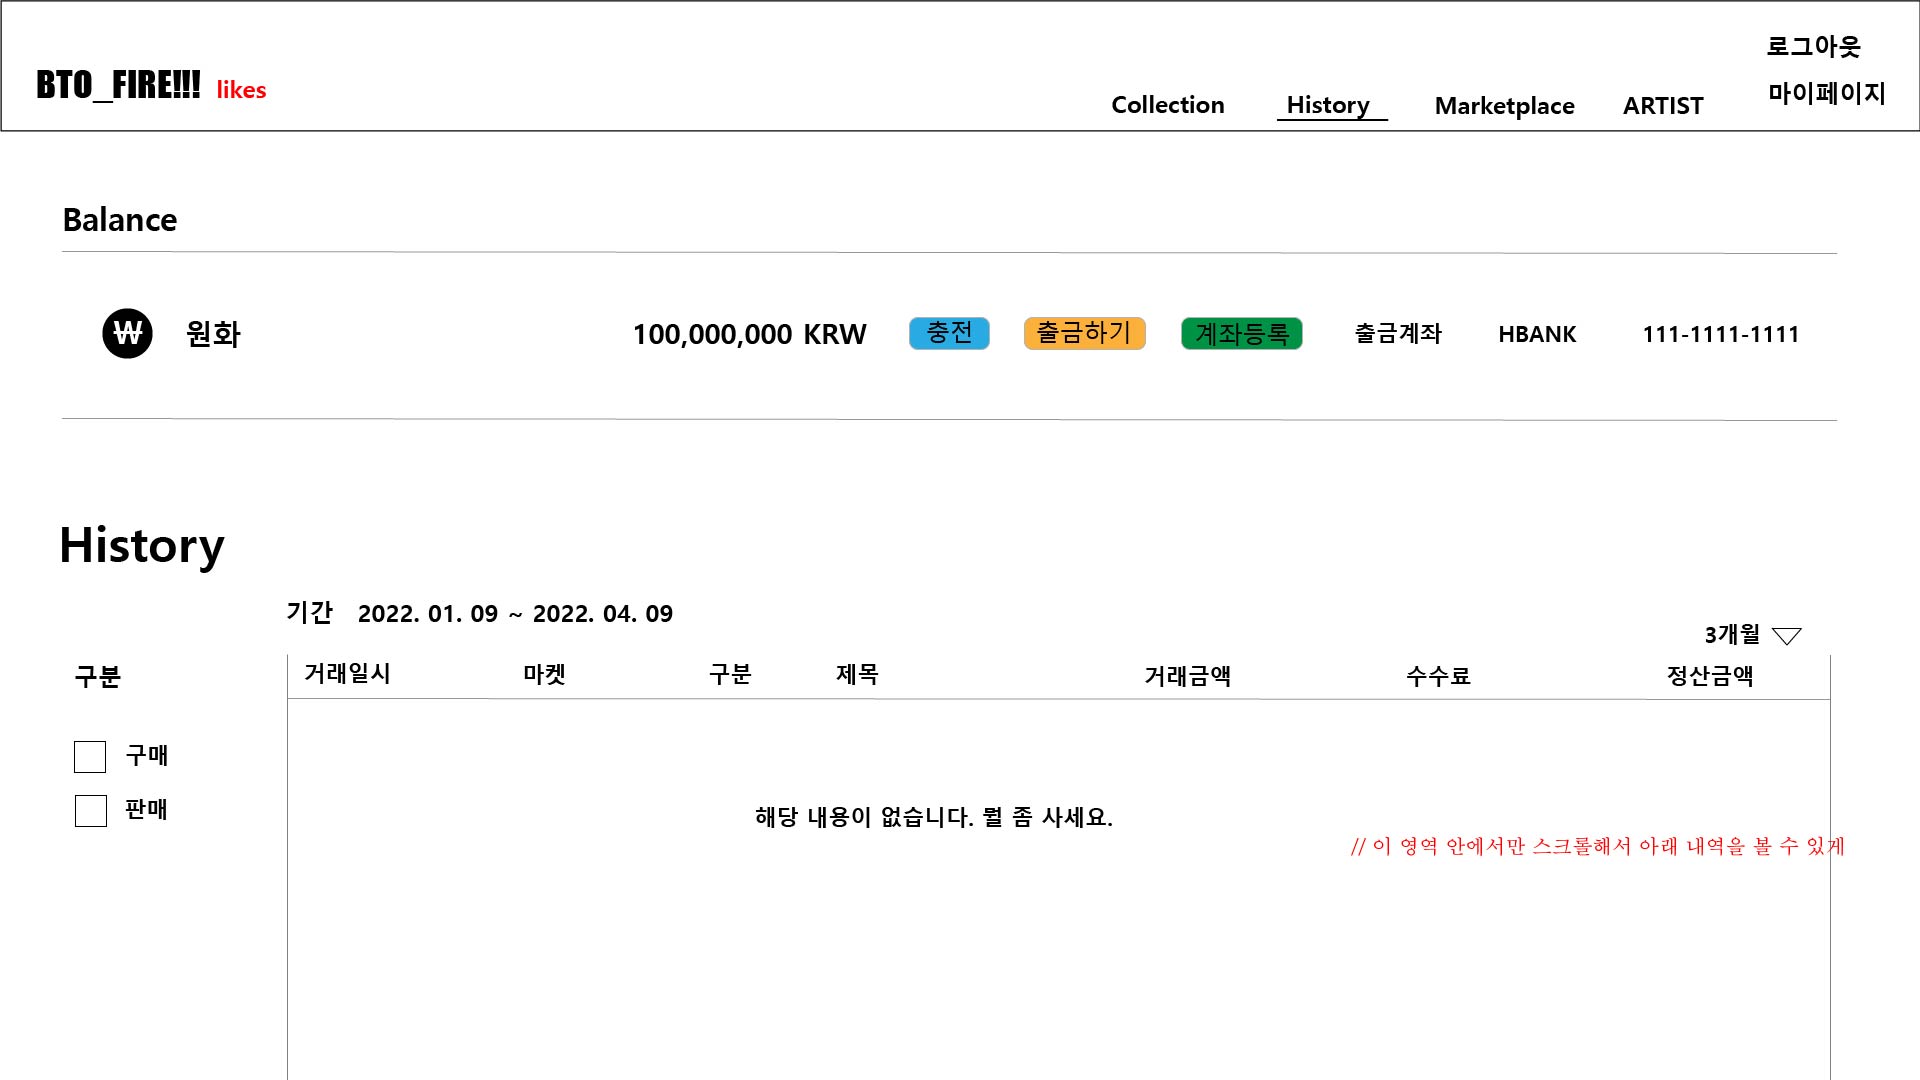 로그아웃
BTO_FIRE!!! likes
Collection History Marketplace ARTIST 마이페이지
Balance
₩ 원화 100,000,000 KRW 충전 출금하기 계좌등록 출금계좌 HBANK 111-1111-1111
History
기간 2022. 01. 09 ~ 2022. 04. 09
3개월
구분 거래일시 마켓 구분 제목 거래금액 수수료 정산금액
구매
판매
해당 내용이 없습니다. 뭘 좀 사세요.
// 이 영역 안에서만 스크롤해서 아래 내역을 볼 수 있게